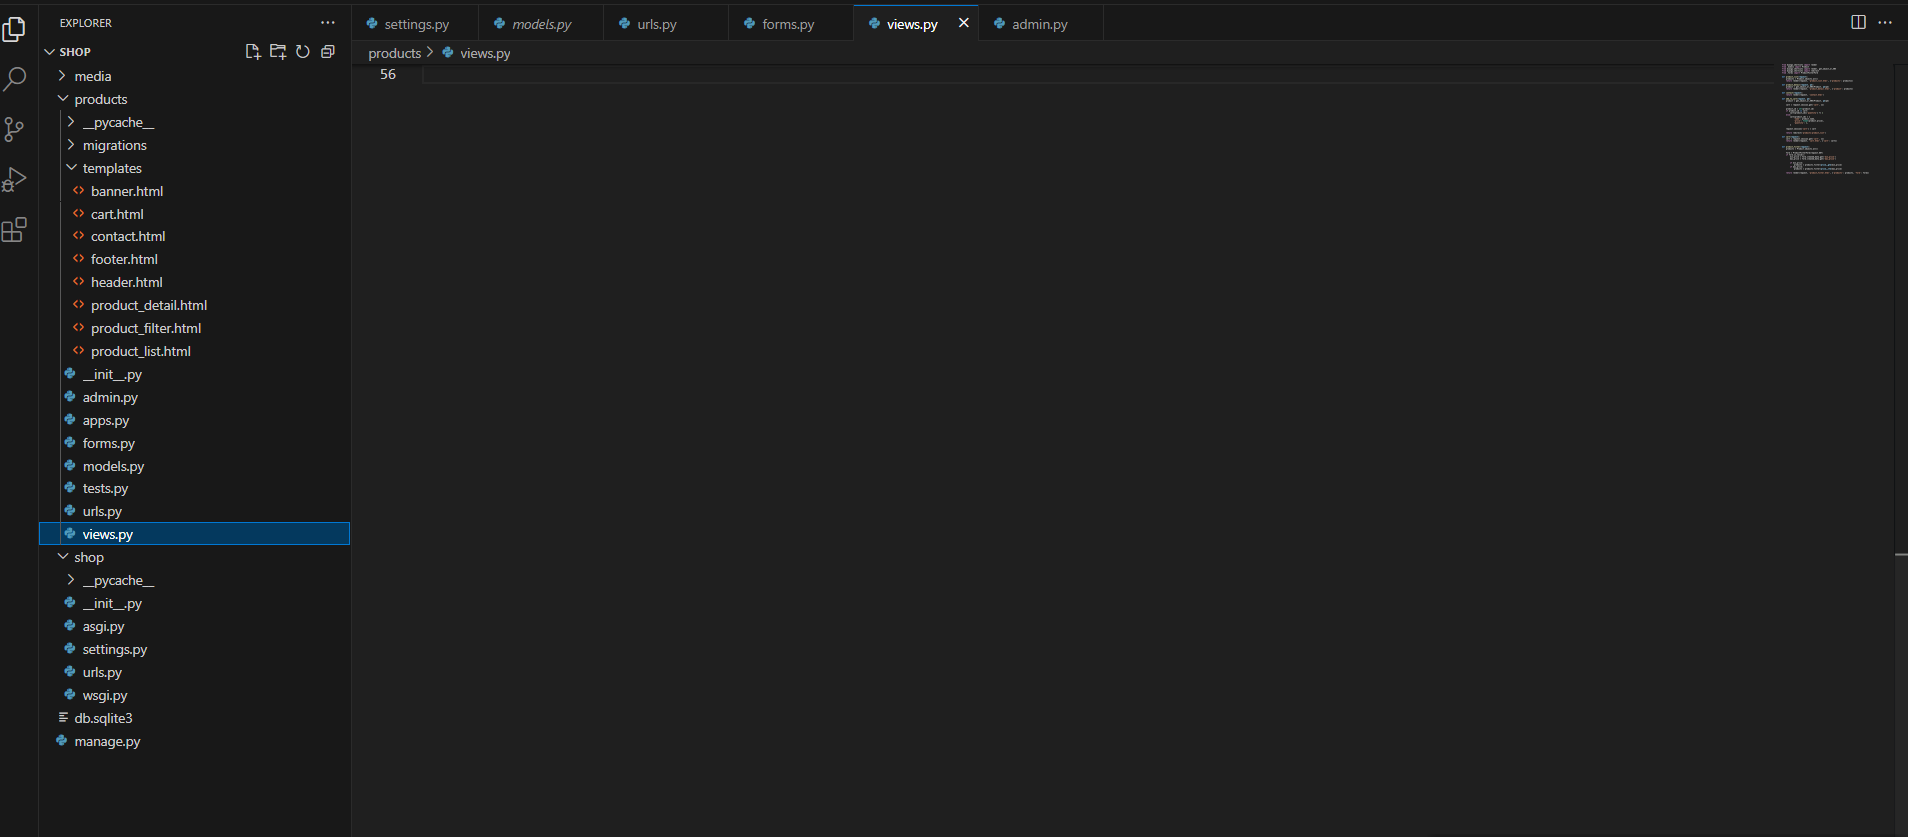 EXPLORER
SHOP
media
products
__pycache__
migrations
templates
banner.html
cart.html
contact.html
footer.html
header.html
product_detail.html
product_filter.html
product_list.html
__init__.py
admin.py
apps.py
forms.py
models.py
tests.py
urls.py
views.py
shop
__pycache__
__init__.py
asgi.py
settings.py
urls.py
wsgi.py
db.sqlite3
manage.py
settings.py models.py urls.py forms.py views.py admin.py
products > views.py
56